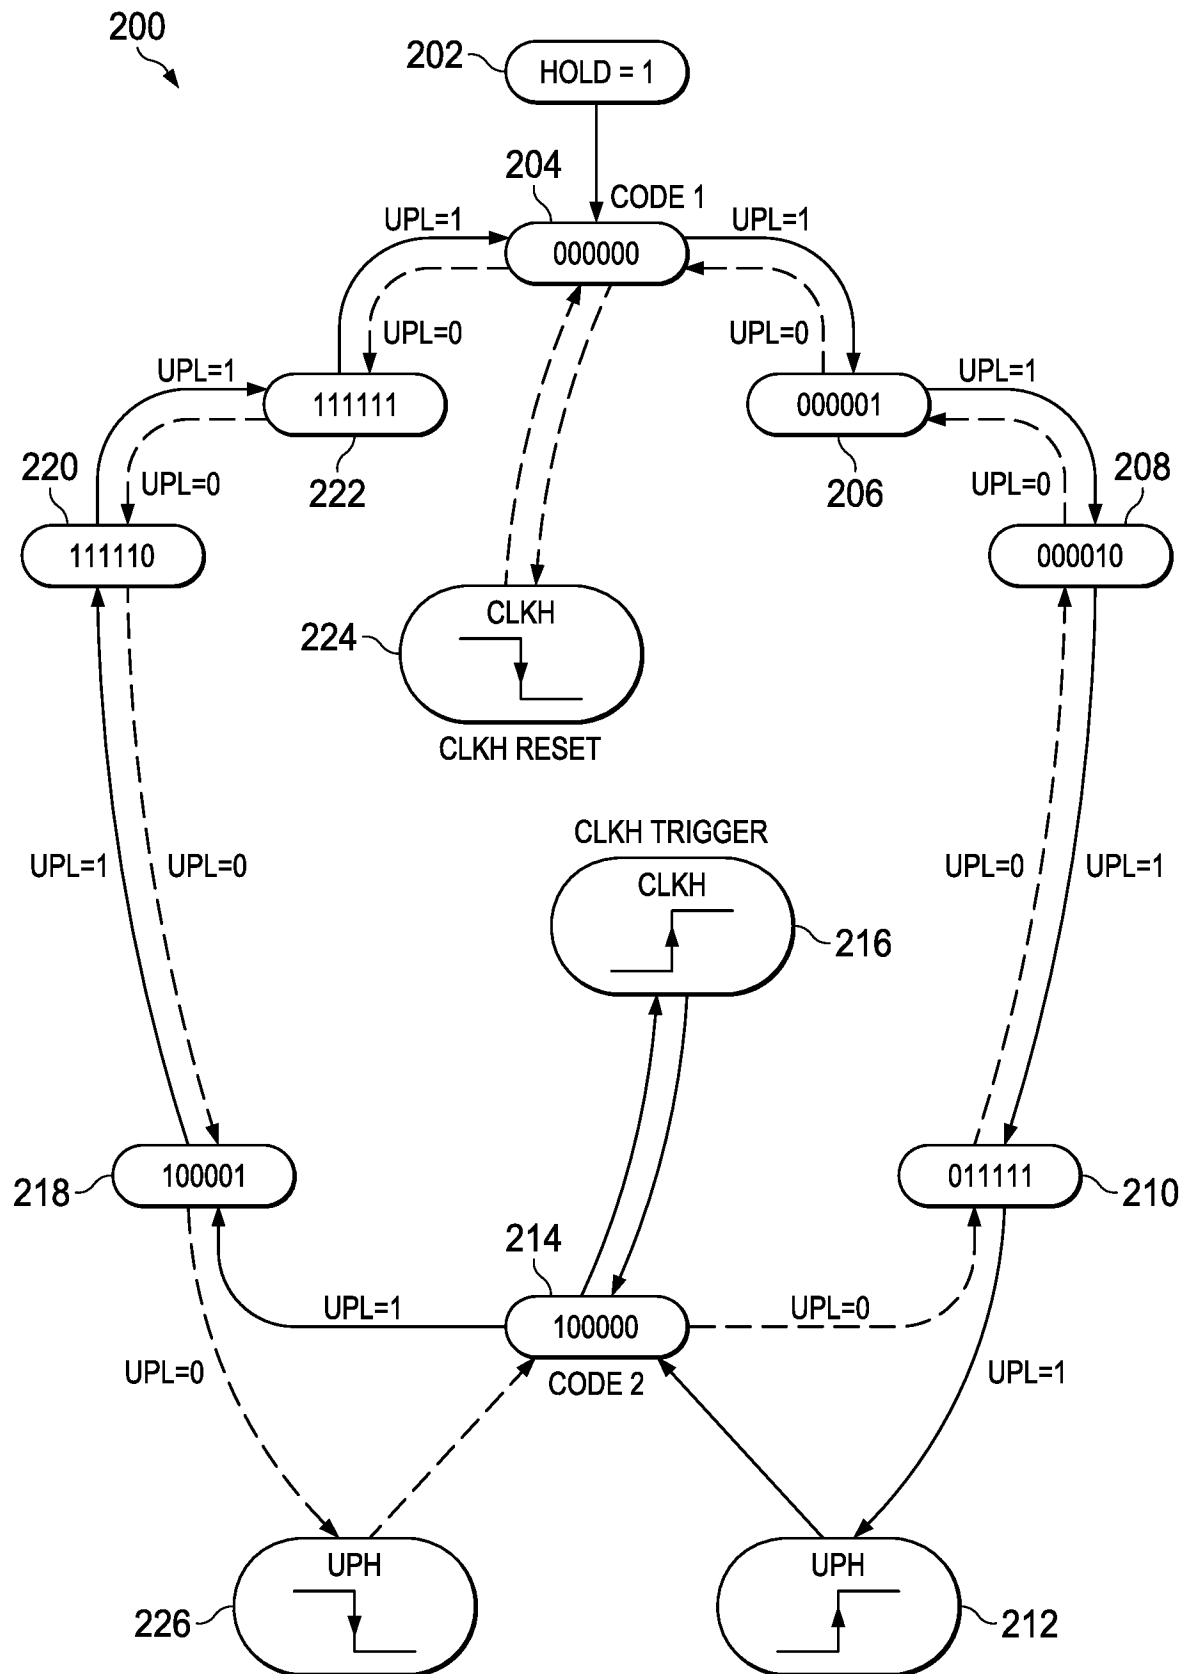 200
202
HOLD = 1
204
CODE 1
UPL=1
UPL=1
000000
UPL=0
UPL=0
UPL=1
UPL=1
111111
000001
220
222
206
208
UPL=0
UPL=0
111110
000010
CLKH
224
CLKH RESET
CLKH TRIGGER
UPL=1
UPL=0
UPL=0
UPL=1
CLKH
216
100001
011111
218
210
214
UPL=1
100000
UPL=0
UPL=0
CODE 2
UPL=1
UPH
UPH
226
212